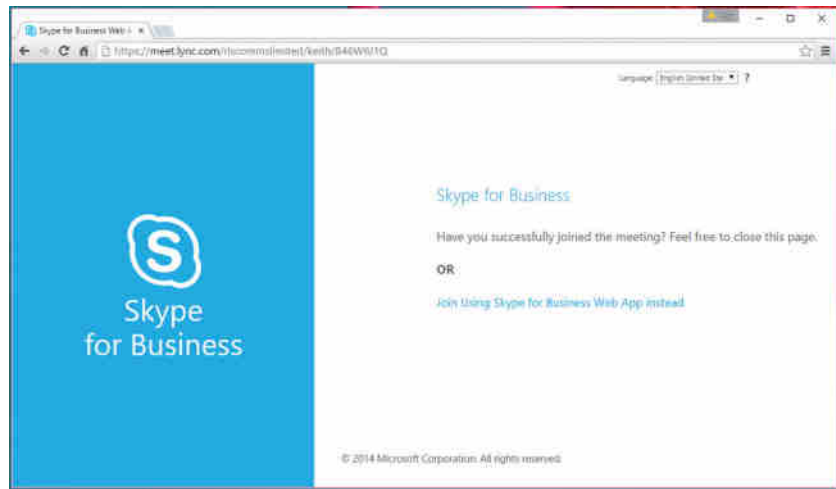 Skype for Business Web
https://meet.lync.com/
Language:
?
Skype for Business
Have you successfully joined the meeting? Feel free to close this page.
OR
Join Using Skype for Business Web App instead
S
Skype
for Business
© 2014 Microsoft Corporation. All rights reserved.